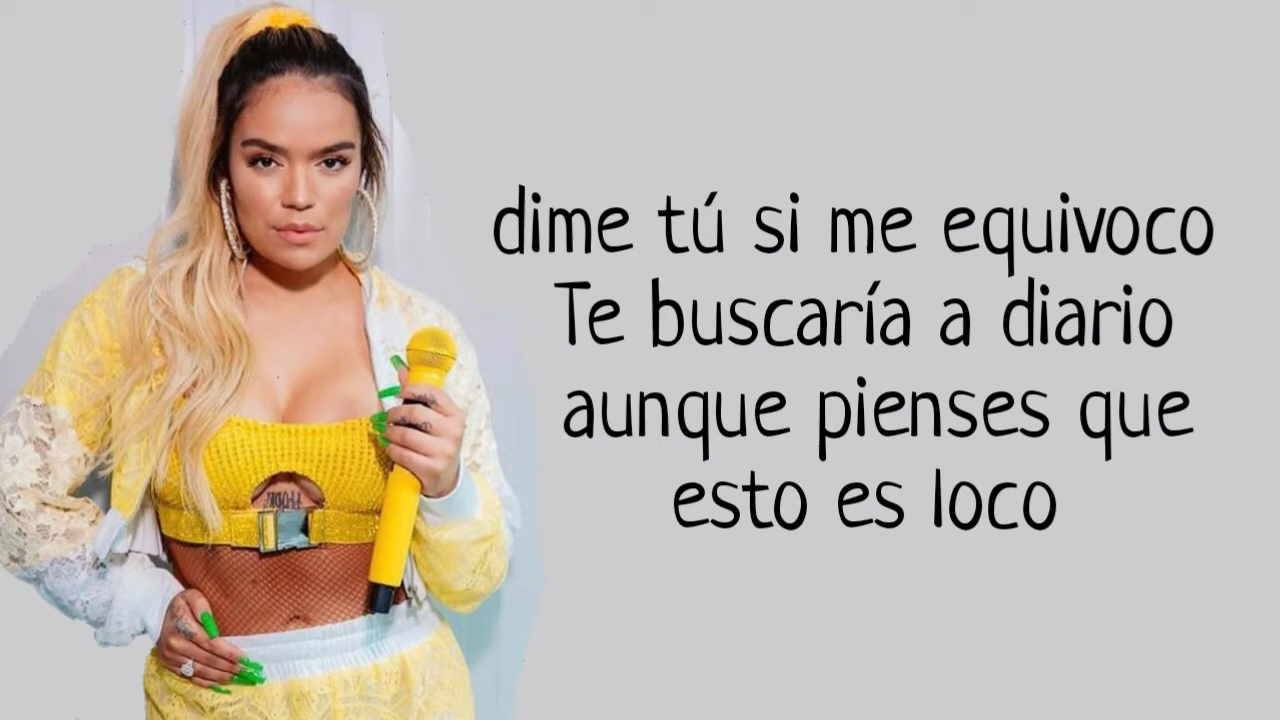 dime tú si me equivoco
Te buscaría a diario
aunque pienses que
esto es loco